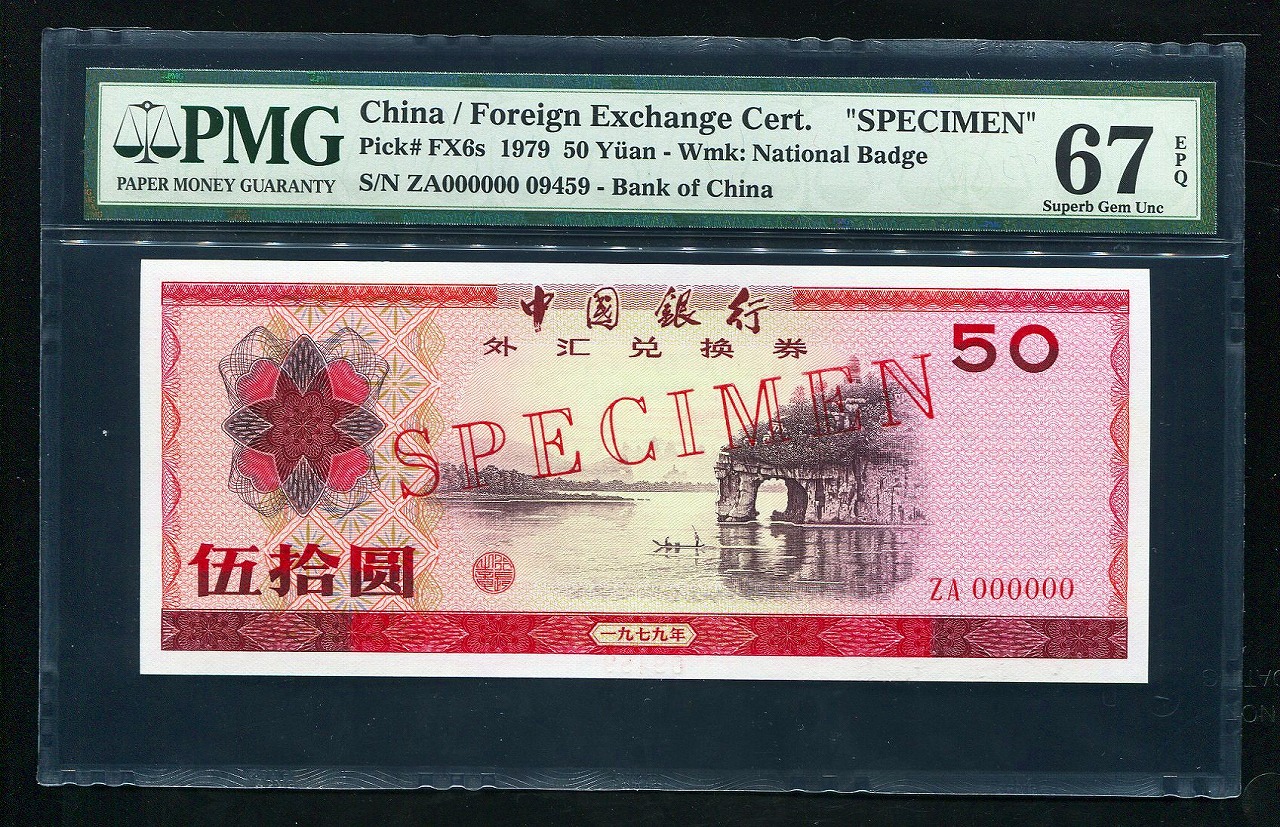 PMG
PAPER MONEY GUARANTY
China / Foreign Exchange Cert. "SPECIMEN"
Pick# FX6s 1979 50 Yüan - Wmk: National Badge
S/N ZA000000 09459 - Bank of China
67
EPQ
Superb Gem Unc
中國銀行
外汇兑换券
50
SPECIMEN
伍拾圆
ZA 000000
一九七九年